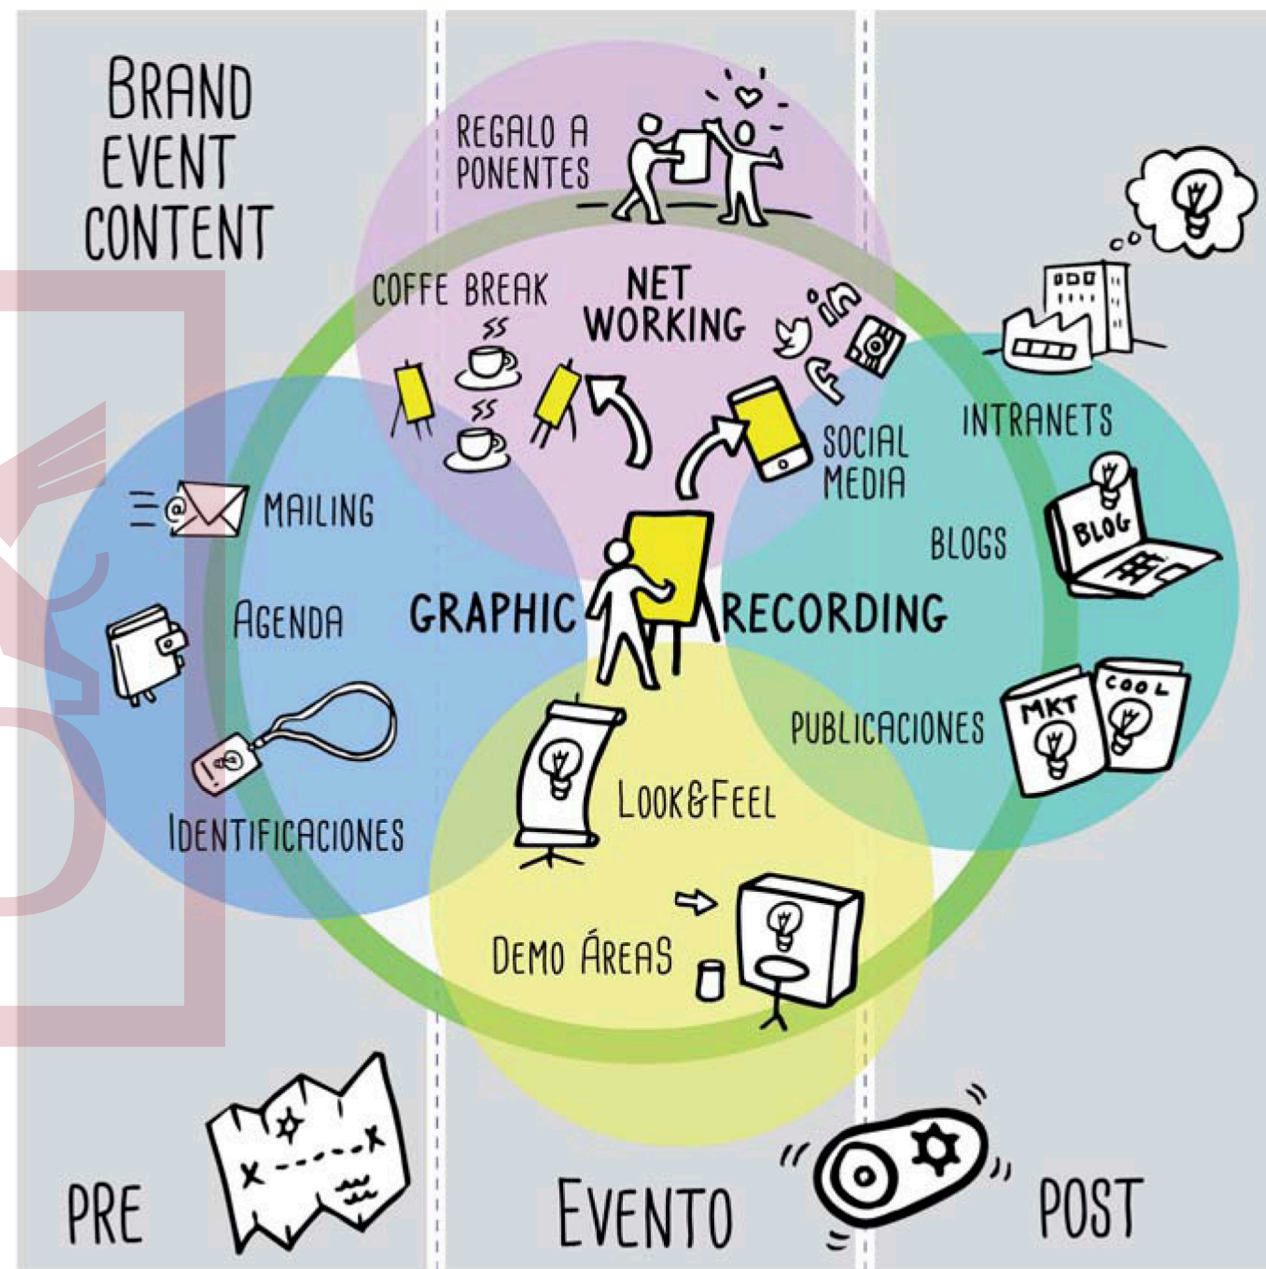 BRAND
EVENT
CONTENT
REGALO A
PONENTES
COFFE BREAK
NET
WORKING
in
f
SOCIAL
MEDIA
INTRANETS
@
MAILING
BLOG
BLOGS
AGENDA
GRAPHIC
RECORDING
MKT
COOL
PUBLICACIONES
LOOK&FEEL
IDENTIFICACIONES
DEMO ÁREAS
X
X
PRE
EVENTO
POST